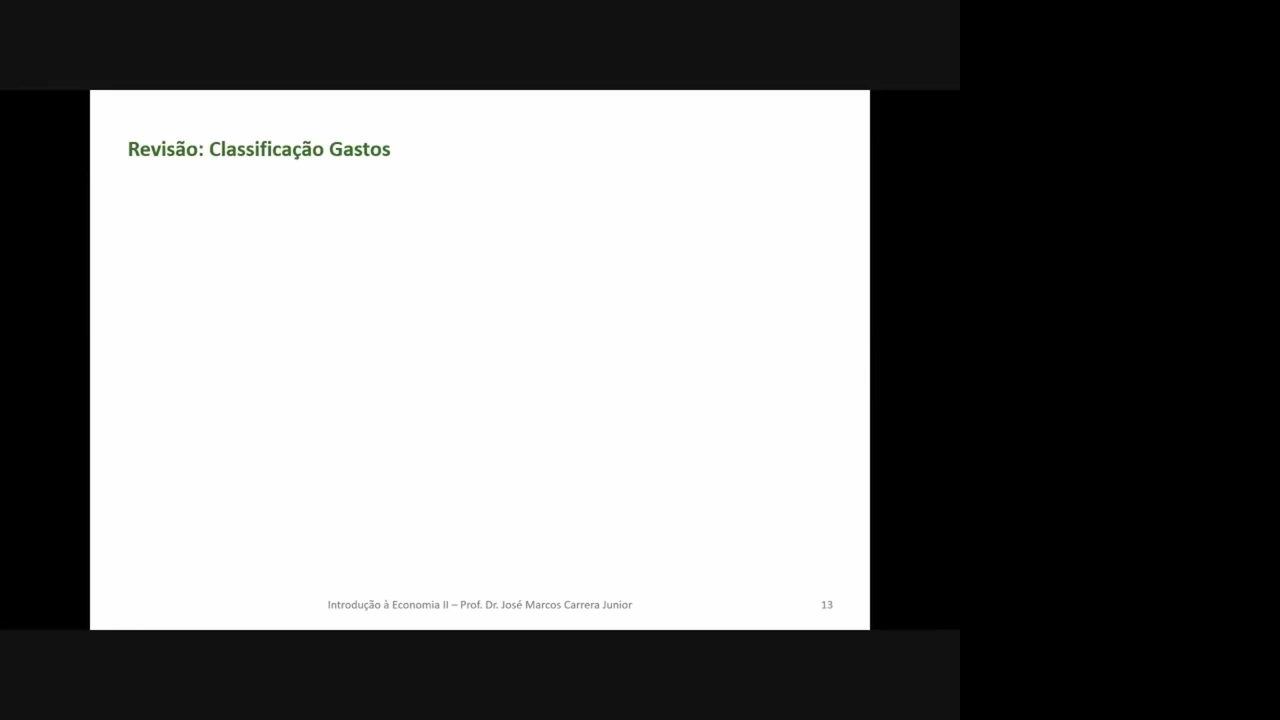 Revisão: Classificação Gastos
Introdução à Economia II – Prof. Dr. José Marcos Carrera Junior
13